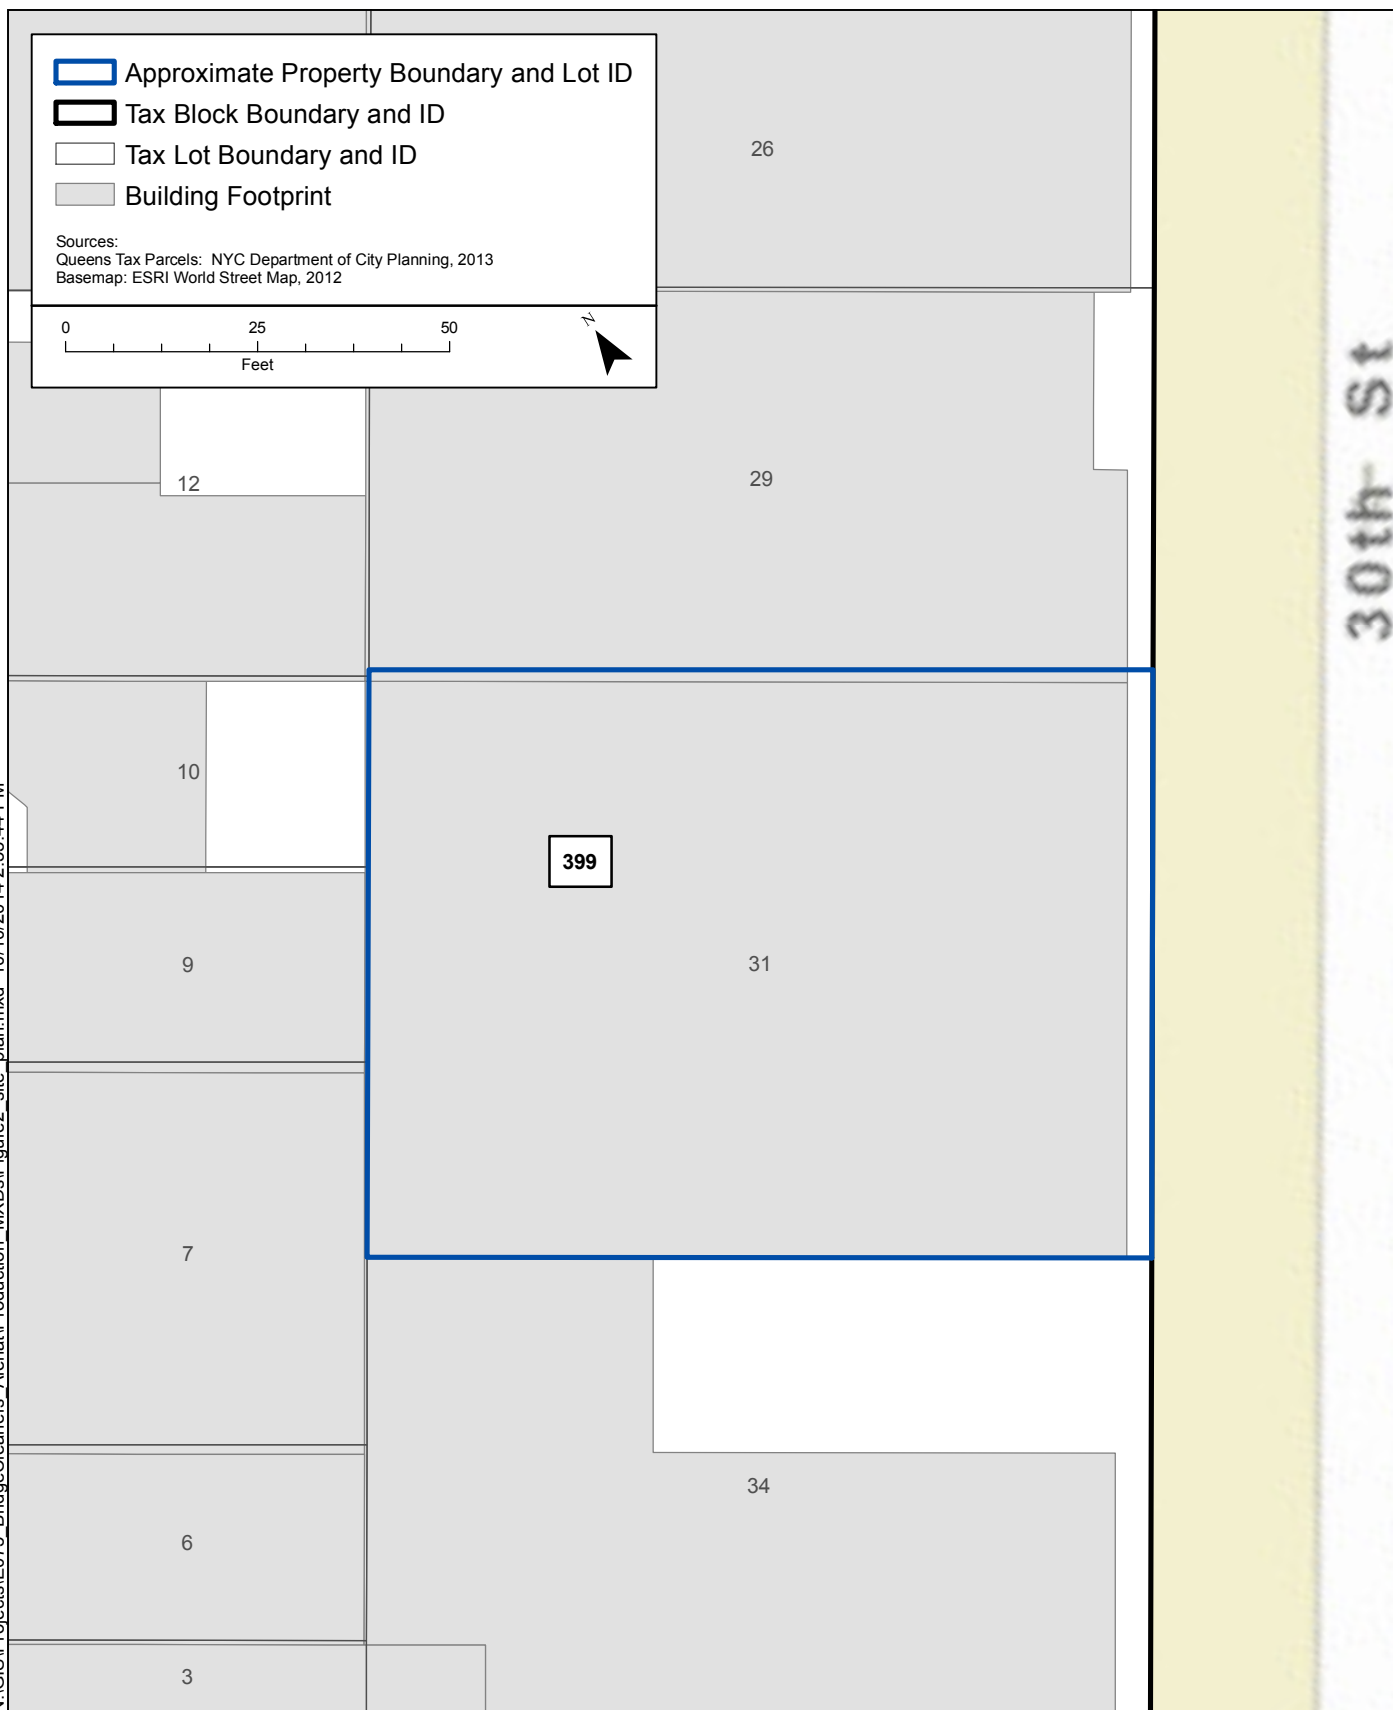 Approximate Property Boundary and Lot ID
Tax Block Boundary and ID
Tax Lot Boundary and ID
Building Footprint
Sources:
Queens Tax Parcels: NYC Department of City Planning, 2013
Basemap: ESRI World Street Map, 2012
0 25 50
Feet
N
26
29
12
10
399
31
9
7
34
6
3
30th St